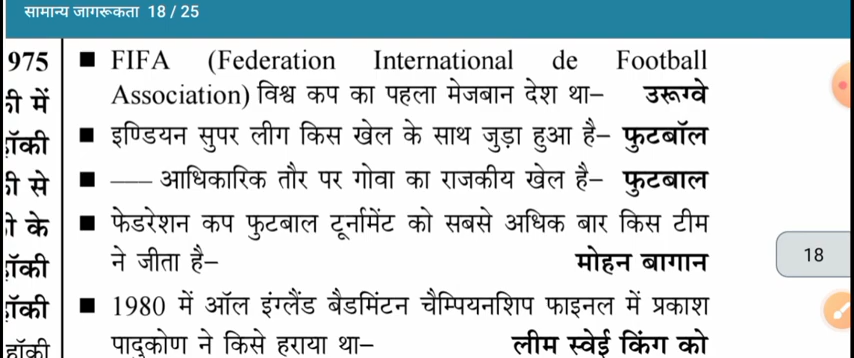 सामान्य जागरूकता 18 / 25
975
■ FIFA (Federation International de Football
Association) विश्व कप का पहला मेजबान देश था– उरूग्वे
■ इण्डियन सुपर लीग किस खेल के साथ जुड़ा हुआ है– फुटबॉल
■ —— आधिकारिक तौर पर गोवा का राजकीय खेल है– फुटबाल
■ फेडरेशन कप फुटबाल टूर्नामेंट को सबसे अधिक बार किस टीम
ने जीता है– मोहन बागान
■ 1980 में ऑल इंग्लैंड बैडमिंटन चैम्पियनशिप फाइनल में प्रकाश
पादुकोण ने किसे हराया था– लीम स्वेई किंग को
में
से
के
हॉकी
18